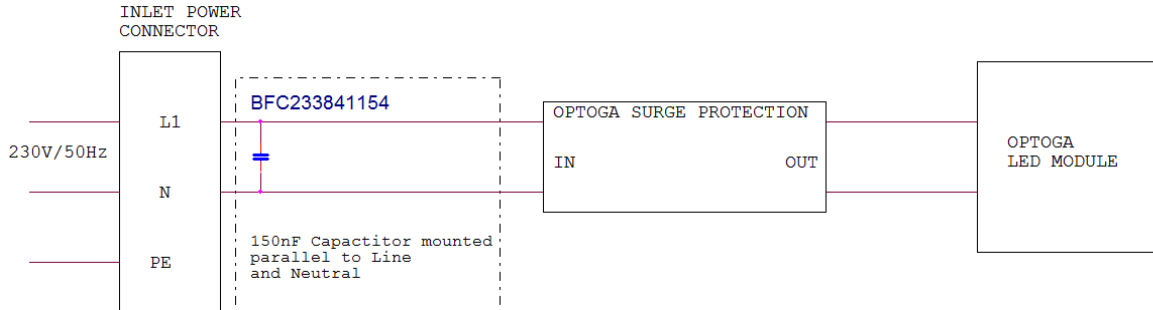 INLET POWER
CONNECTOR
BFC233841154
L1
OPTOGA SURGE PROTECTION
230V/50Hz
IN
OUT
OPTOGA
LED MODULE
N
150nF Capactitor mounted
parallel to Line
and Neutral
PE